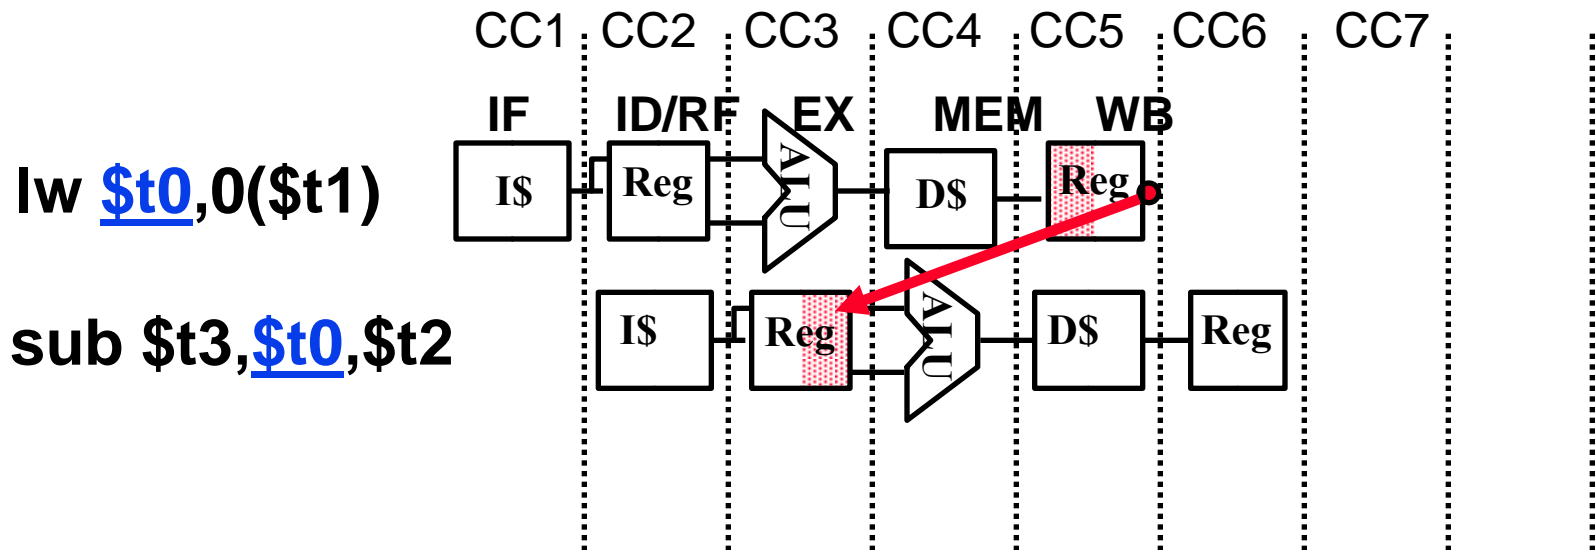 CC1 CC2 CC3 CC4 CC5 CC6 CC7
IF ID/RF EX MEM WB
lw $t0,0($t1) I$ Reg ALU D$ Reg
sub $t3,$t0,$t2 I$ Reg ALU D$ Reg